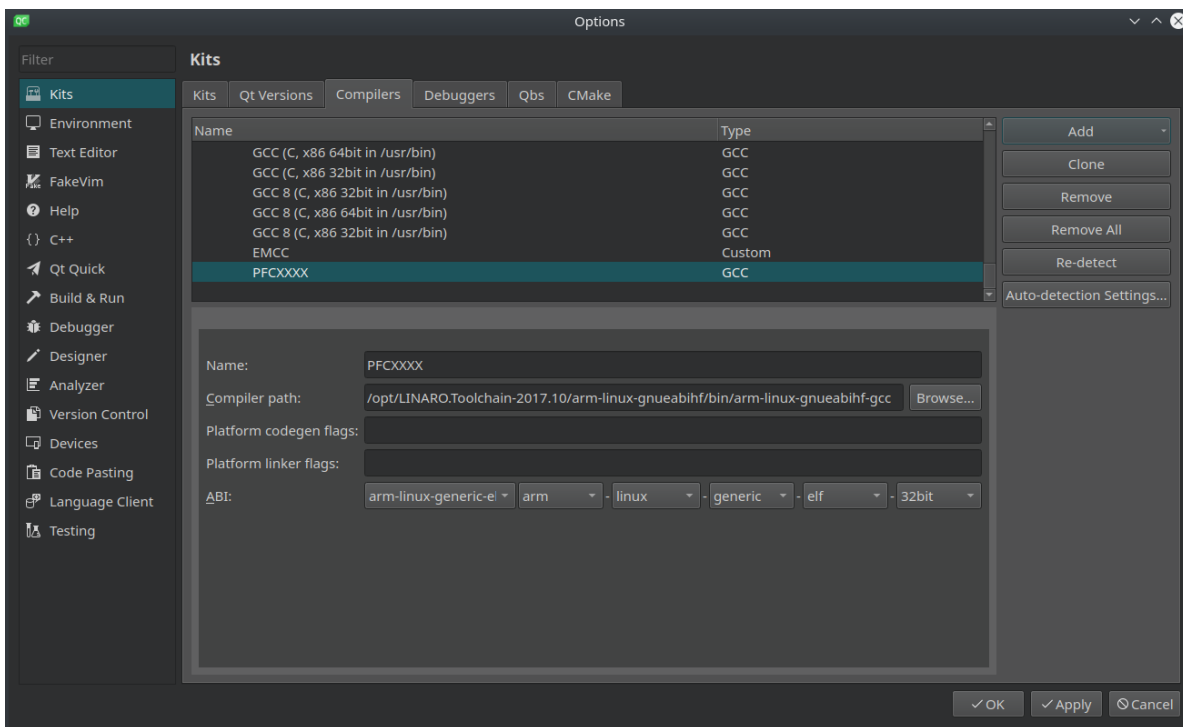 QC
Options
Filter
Kits
Kits
Environment
Text Editor
FakeVim
Help
{} C++
Qt Quick
Build & Run
Debugger
Designer
Analyzer
Version Control
Devices
Code Pasting
Language Client
Testing
Kits Qt Versions Compilers Debuggers Qbs CMake
Name Type
GCC (C, x86 64bit in /usr/bin) GCC
GCC (C, x86 32bit in /usr/bin) GCC
GCC 8 (C, x86 32bit in /usr/bin) GCC
GCC 8 (C, x86 64bit in /usr/bin) GCC
GCC 8 (C, x86 32bit in /usr/bin) GCC
EMCC Custom
PFCXXXX GCC
Add
Clone
Remove
Remove All
Re-detect
Auto-detection Settings...
Name: PFCXXXX
Compiler path: /opt/LINARO.Toolchain-2017.10/arm-linux-gnueabihf/bin/arm-linux-gnueabihf-gcc Browse...
Platform codegen flags:
Platform linker flags:
ABI: arm-linux-generic-el arm - linux - generic - elf - 32bit
OK Apply Cancel